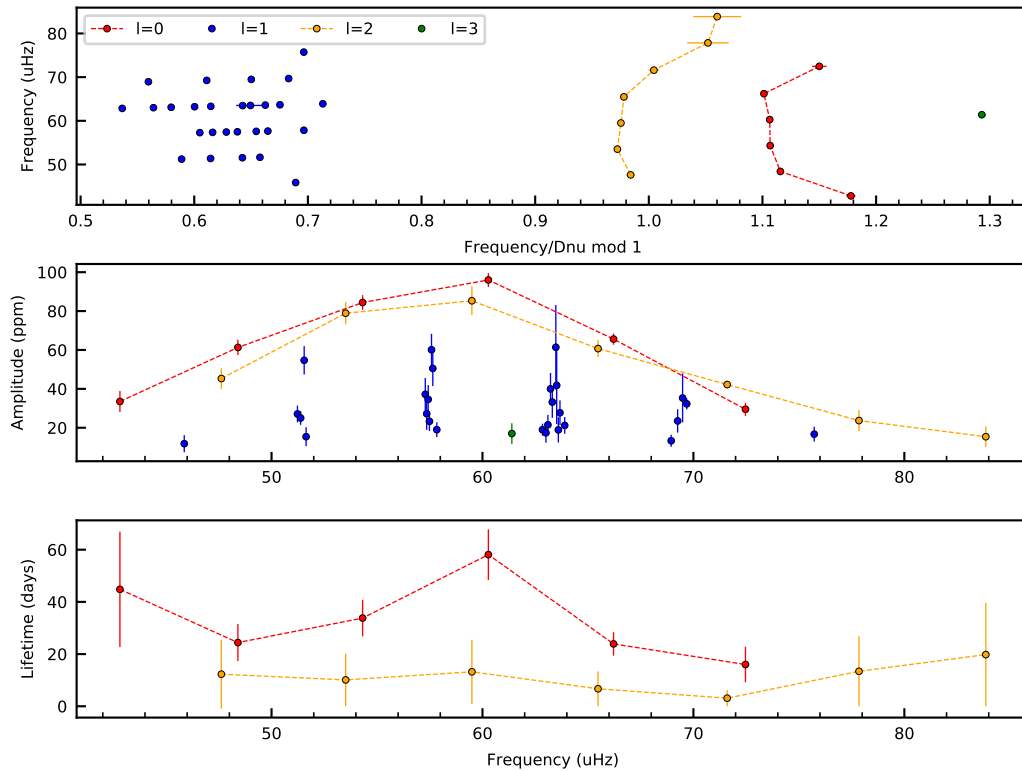 l=0 l=1 l=2 l=3
Frequency (uHz)
80
70
60
50
0.5 0.6 0.7 0.8 0.9 1.0 1.1 1.2 1.3
Frequency/Dnu mod 1
Amplitude (ppm)
100
80
60
40
20
50 60 70 80
Lifetime (days)
60
40
20
0
50 60 70 80
Frequency (uHz)